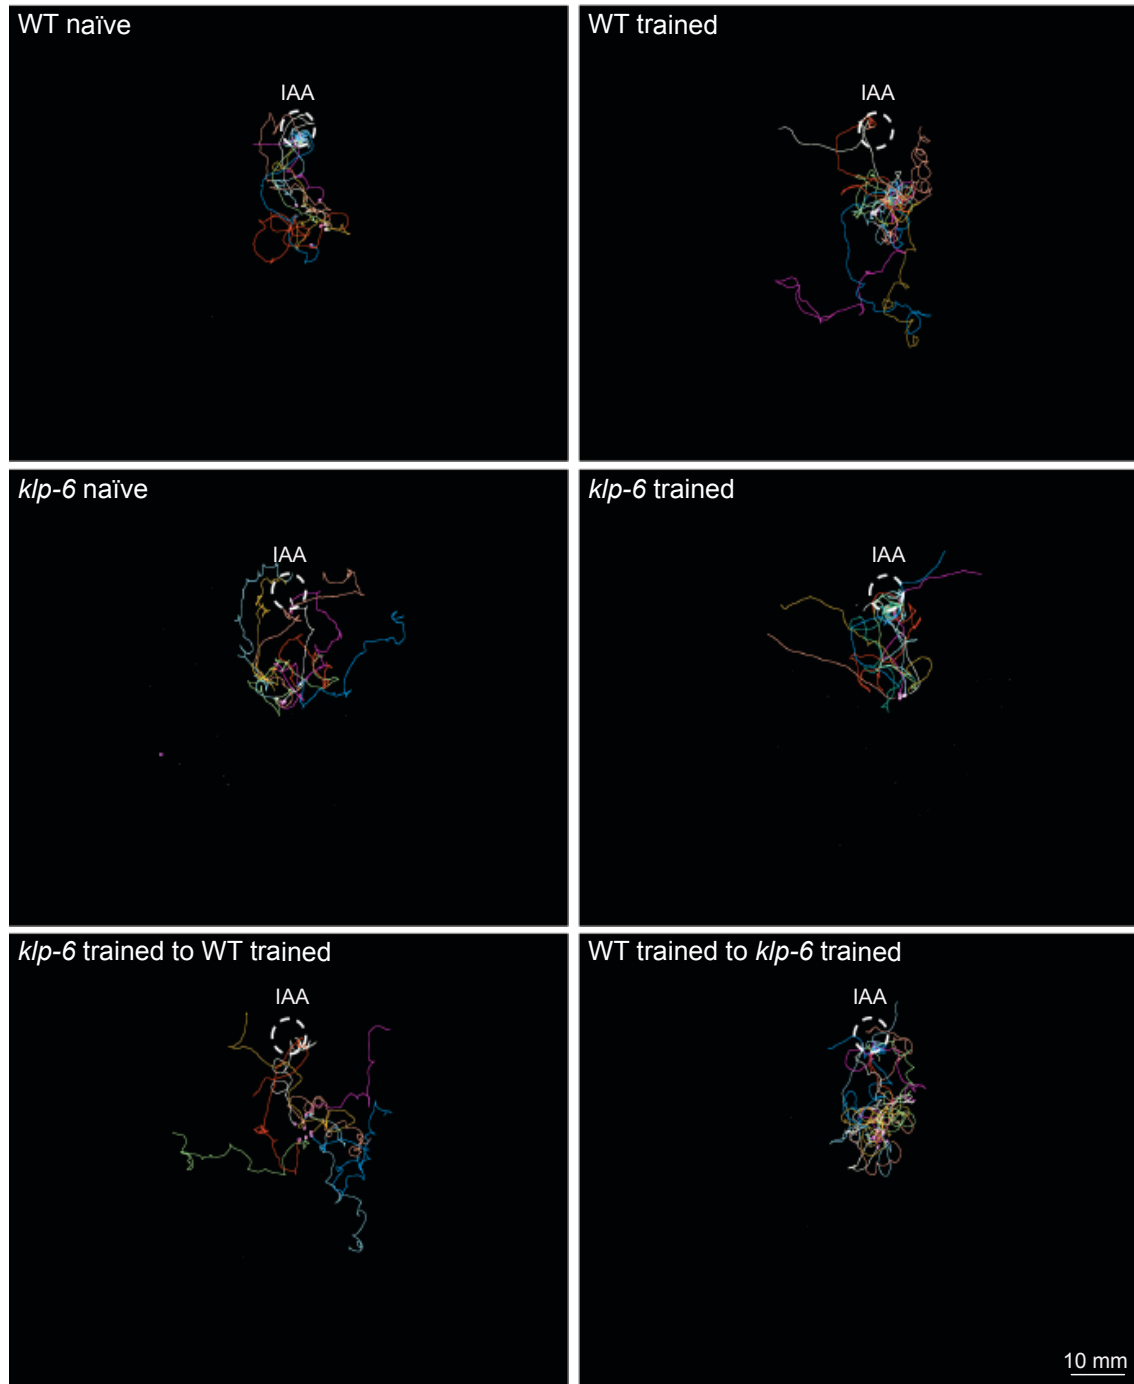 WT naïve
WT trained
IAA
IAA
klp-6 naïve
klp-6 trained
IAA
IAA
klp-6 trained to WT trained
WT trained to klp-6 trained
IAA
IAA
10 mm